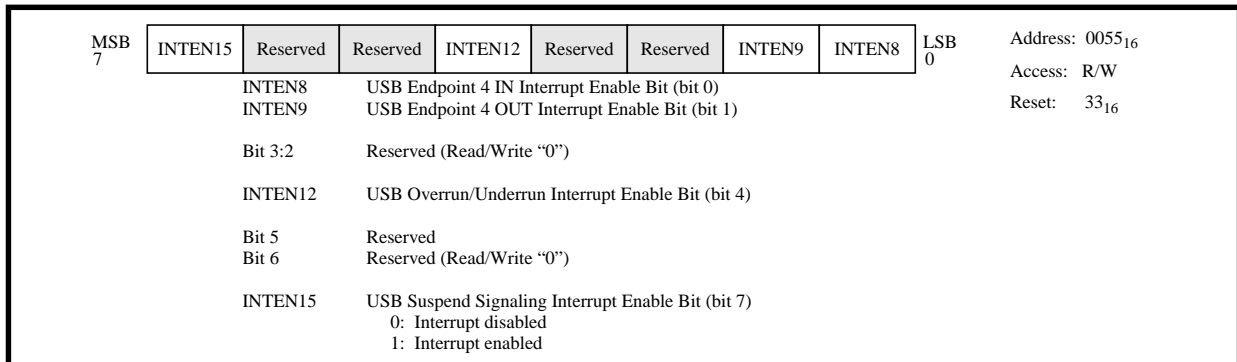 MSB 7 INTEN15 Reserved Reserved INTEN12 Reserved Reserved INTEN9 INTEN8 LSB 0
Address: 0055₁₆
Access: R/W
Reset: 33₁₆
INTEN8 USB Endpoint 4 IN Interrupt Enable Bit (bit 0)
INTEN9 USB Endpoint 4 OUT Interrupt Enable Bit (bit 1)
Bit 3:2 Reserved (Read/Write “0”)
INTEN12 USB Overrun/Underrun Interrupt Enable Bit (bit 4)
Bit 5 Reserved
Bit 6 Reserved (Read/Write “0”)
INTEN15 USB Suspend Signaling Interrupt Enable Bit (bit 7)
0: Interrupt disabled
1: Interrupt enabled